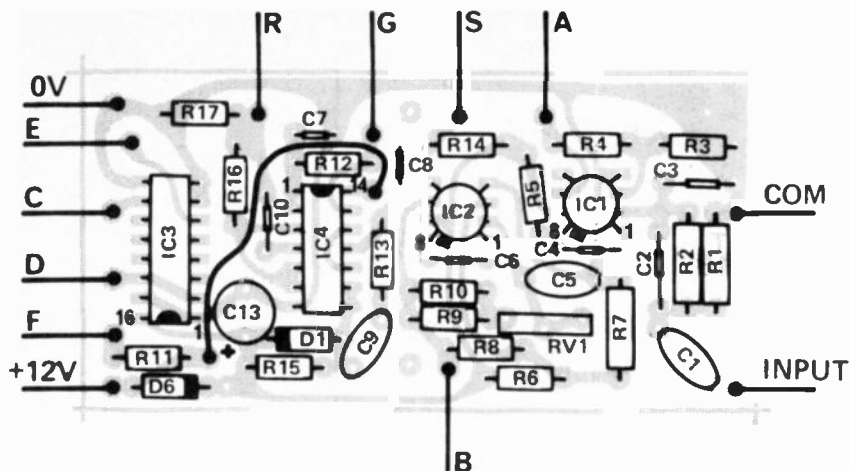 R G S A
0V
R17
C7
R14
R4
R3
E
R12
C8
C3
R16
1
14
R5
C
C10
IC2
IC1
COM
IC3
IC4
8
1
8
1
R13
C4
C6
C2
R2
R1
D
C5
R10
16
1
C13
R9
R7
F
D1
C9
RV1
R11
+
R8
C1
R15
+12V
D6
R6
INPUT
B